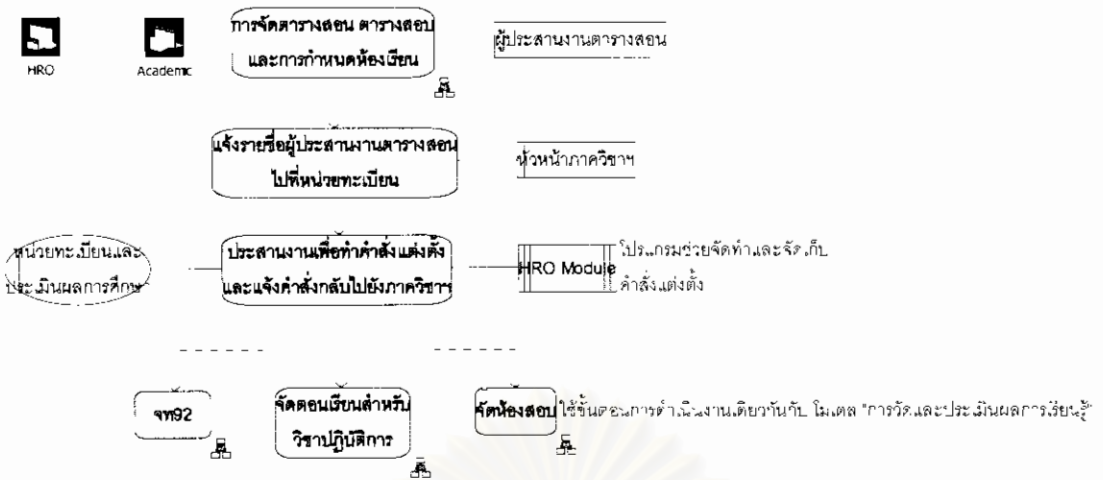 HRO
Academic
การจัดตารางสอน ตารางสอบ
และการกำหนดห้องเรียน
ผู้ประสานงานตารางสอน
แจ้งรายชื่อผู้ประสานงานตารางสอน
ไปที่หน่วยทะเบียน
หัวหน้าภาควิชาฯ
หน่วยทะเบียนและ
ประเมินผลการศึกษา
ประสานงานเพื่อทำคำสั่งแต่งตั้ง
และแจ้งคำสั่งกลับไปยังภาควิชาฯ
HRO Module
โปรแกรมช่วยจัดทำและจัดเก็บ
คำสั่งแต่งตั้ง
จท92
จัดตอนเรียนสำหรับ
วิชาปฏิบัติการ
จัดห้องสอบ
ใช้ขั้นตอนการดำเนินงานเดียวกันกับ โมเดล "การวัดและประเมินผลการเรียนรู้"